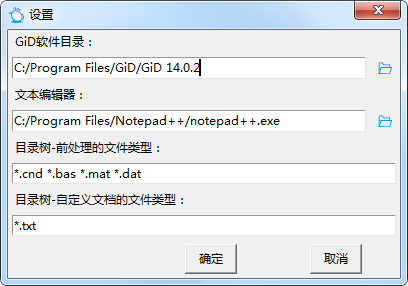 设置
GiD软件目录：
C:/Program Files/GiD/GiD 14.0.2
文本编辑器：
C:/Program Files/Notepad++/notepad++.exe
目录树-前处理的文件类型：
*.cnd *.bas *.mat *.dat
目录树-自定义文档的文件类型：
*.txt
确定 取消